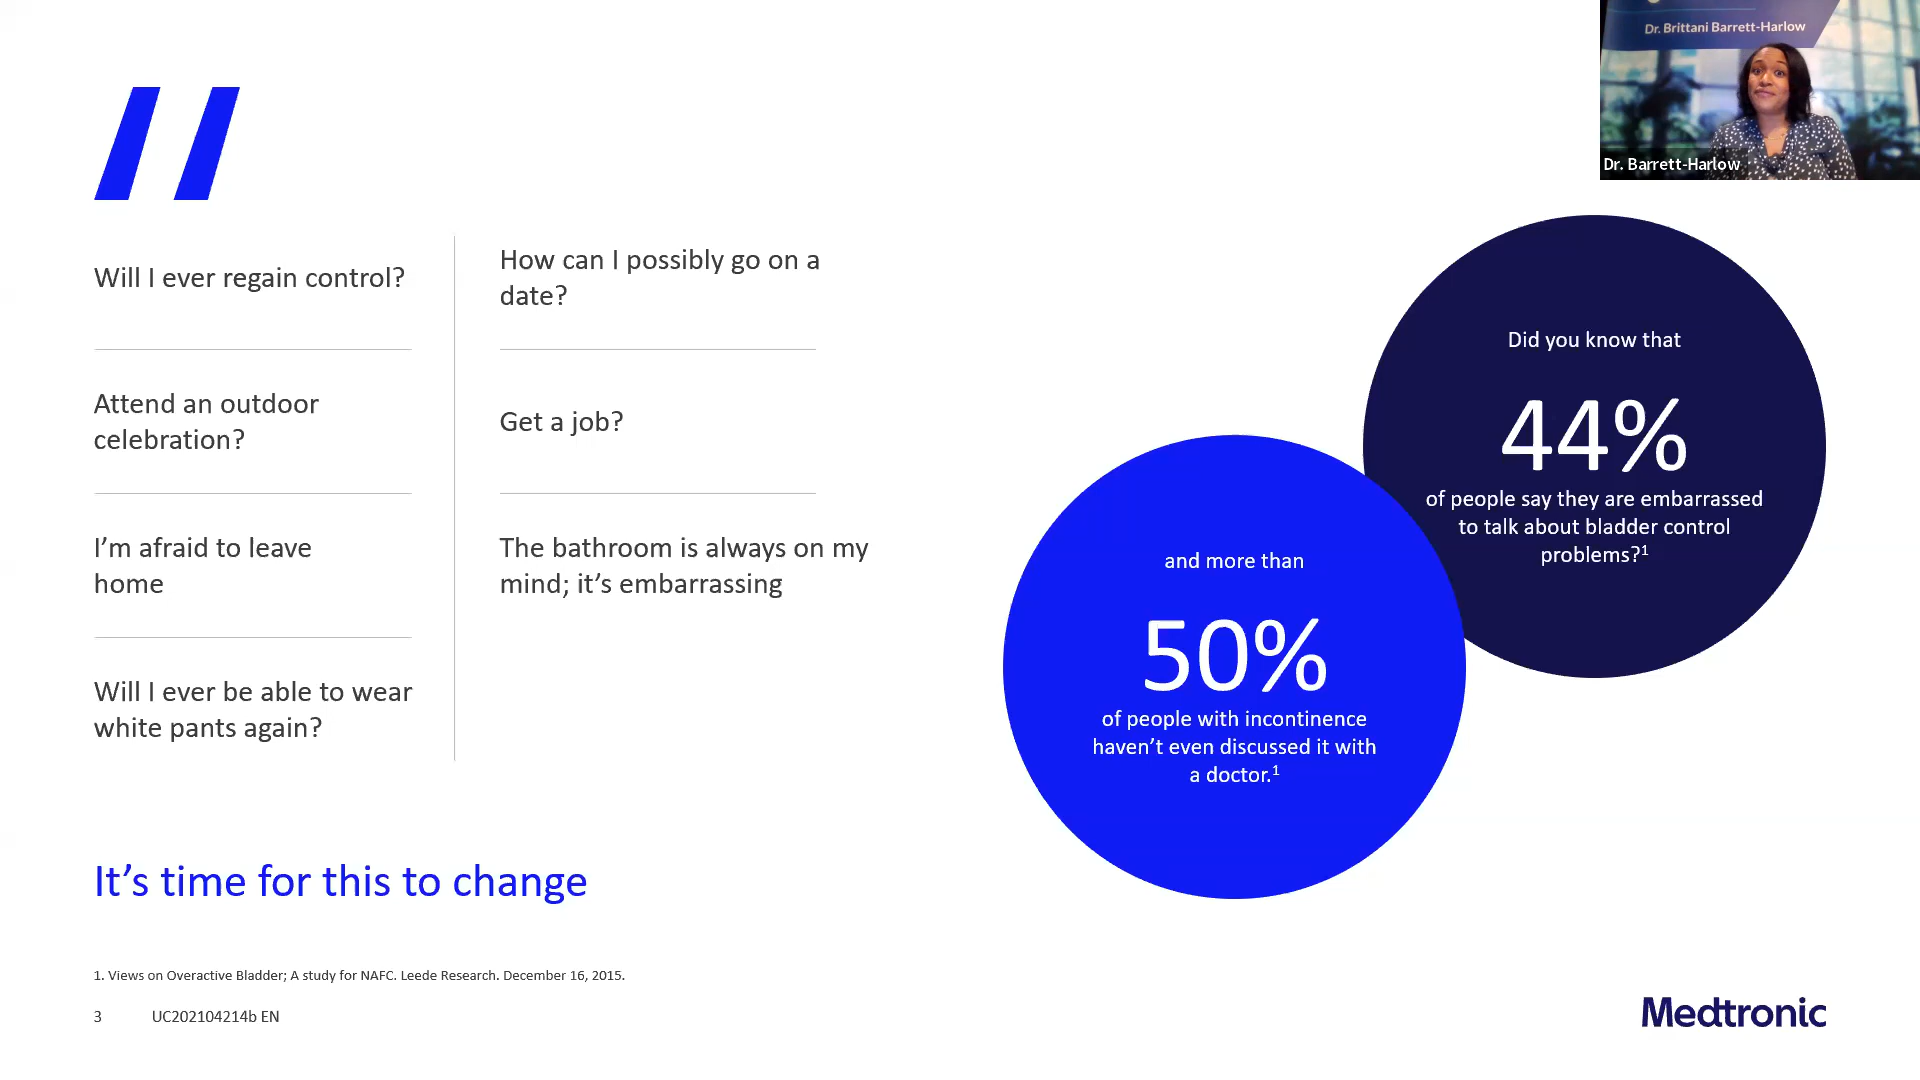 Dr. Brittani Barrett-Harlow
Dr. Barrett-Harlow
Will I ever regain control?
Attend an outdoor
celebration?
I’m afraid to leave
home
Will I ever be able to wear
white pants again?
How can I possibly go on a
date?
Get a job?
The bathroom is always on my
mind; it’s embarrassing
Did you know that
44%
of people say they are embarrassed
to talk about bladder control
problems?¹
and more than
50%
of people with incontinence
haven’t even discussed it with
a doctor.¹
It’s time for this to change
1. Views on Overactive Bladder; A study for NAFC. Leede Research. December 16, 2015.
3 UC202104214b EN
Medtronic